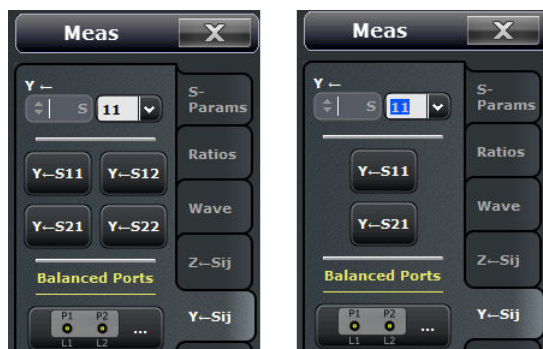 Meas X
Y ←
S 11
S-Params
Ratios
Wave
Z←Sij
Y←Sij
Y←S11 Y←S12
Y←S21 Y←S22
Balanced Ports
P1 P2
...
L1 L2
Meas X
Y ←
S 11
S-Params
Ratios
Wave
Z←Sij
Y←Sij
Y←S11
Y←S21
Balanced Ports
P1 P2
...
L1 L2